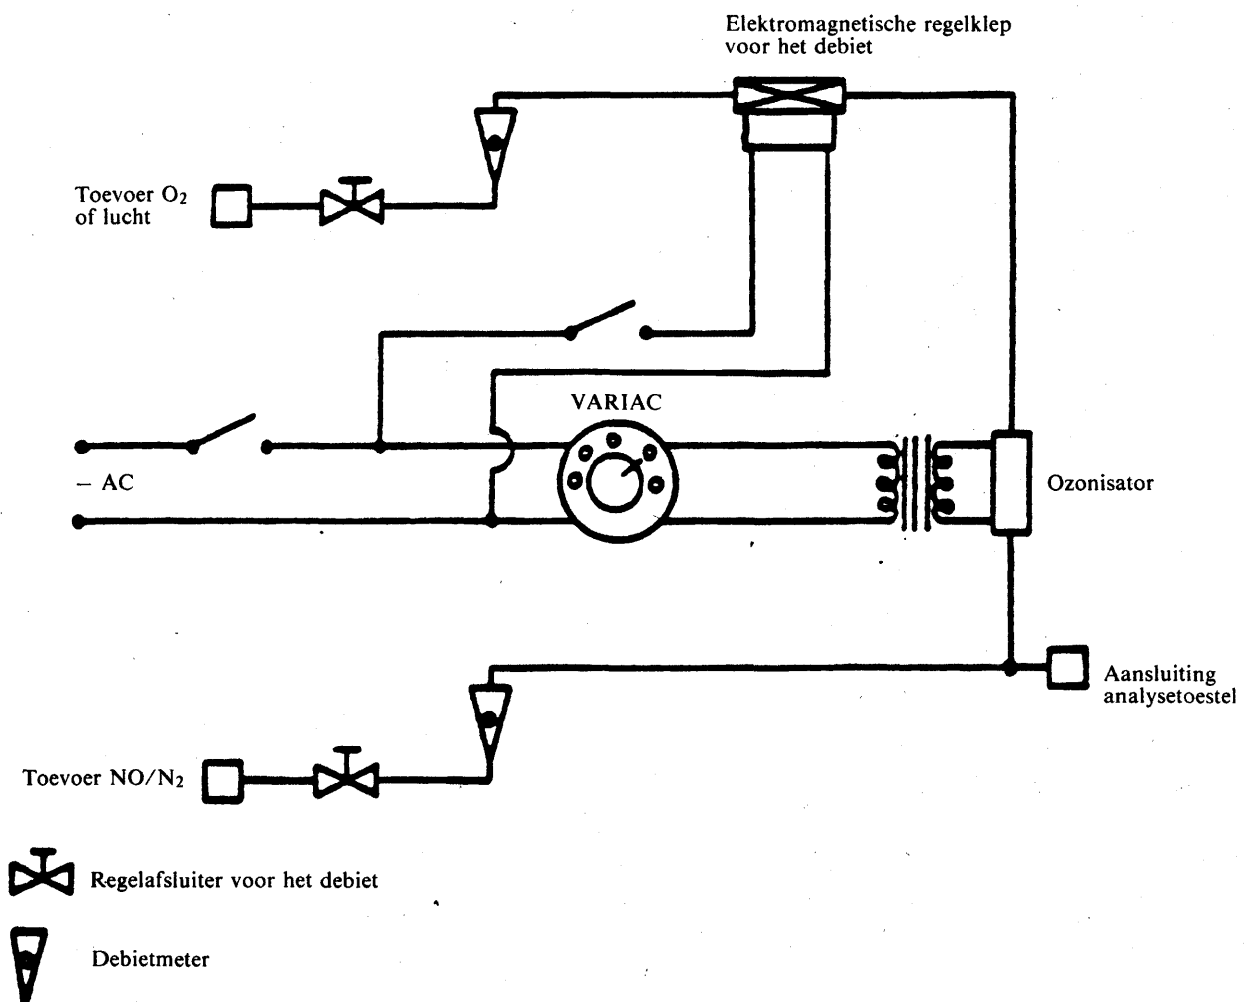 Elektromagnetische regelklep
voor het debiet
Toevoer O₂
of lucht
VARIAC
– AC
Ozonisator
Aansluiting
analysetoestel
Toevoer NO/N₂
Regelafsluiter voor het debiet
Debietmeter